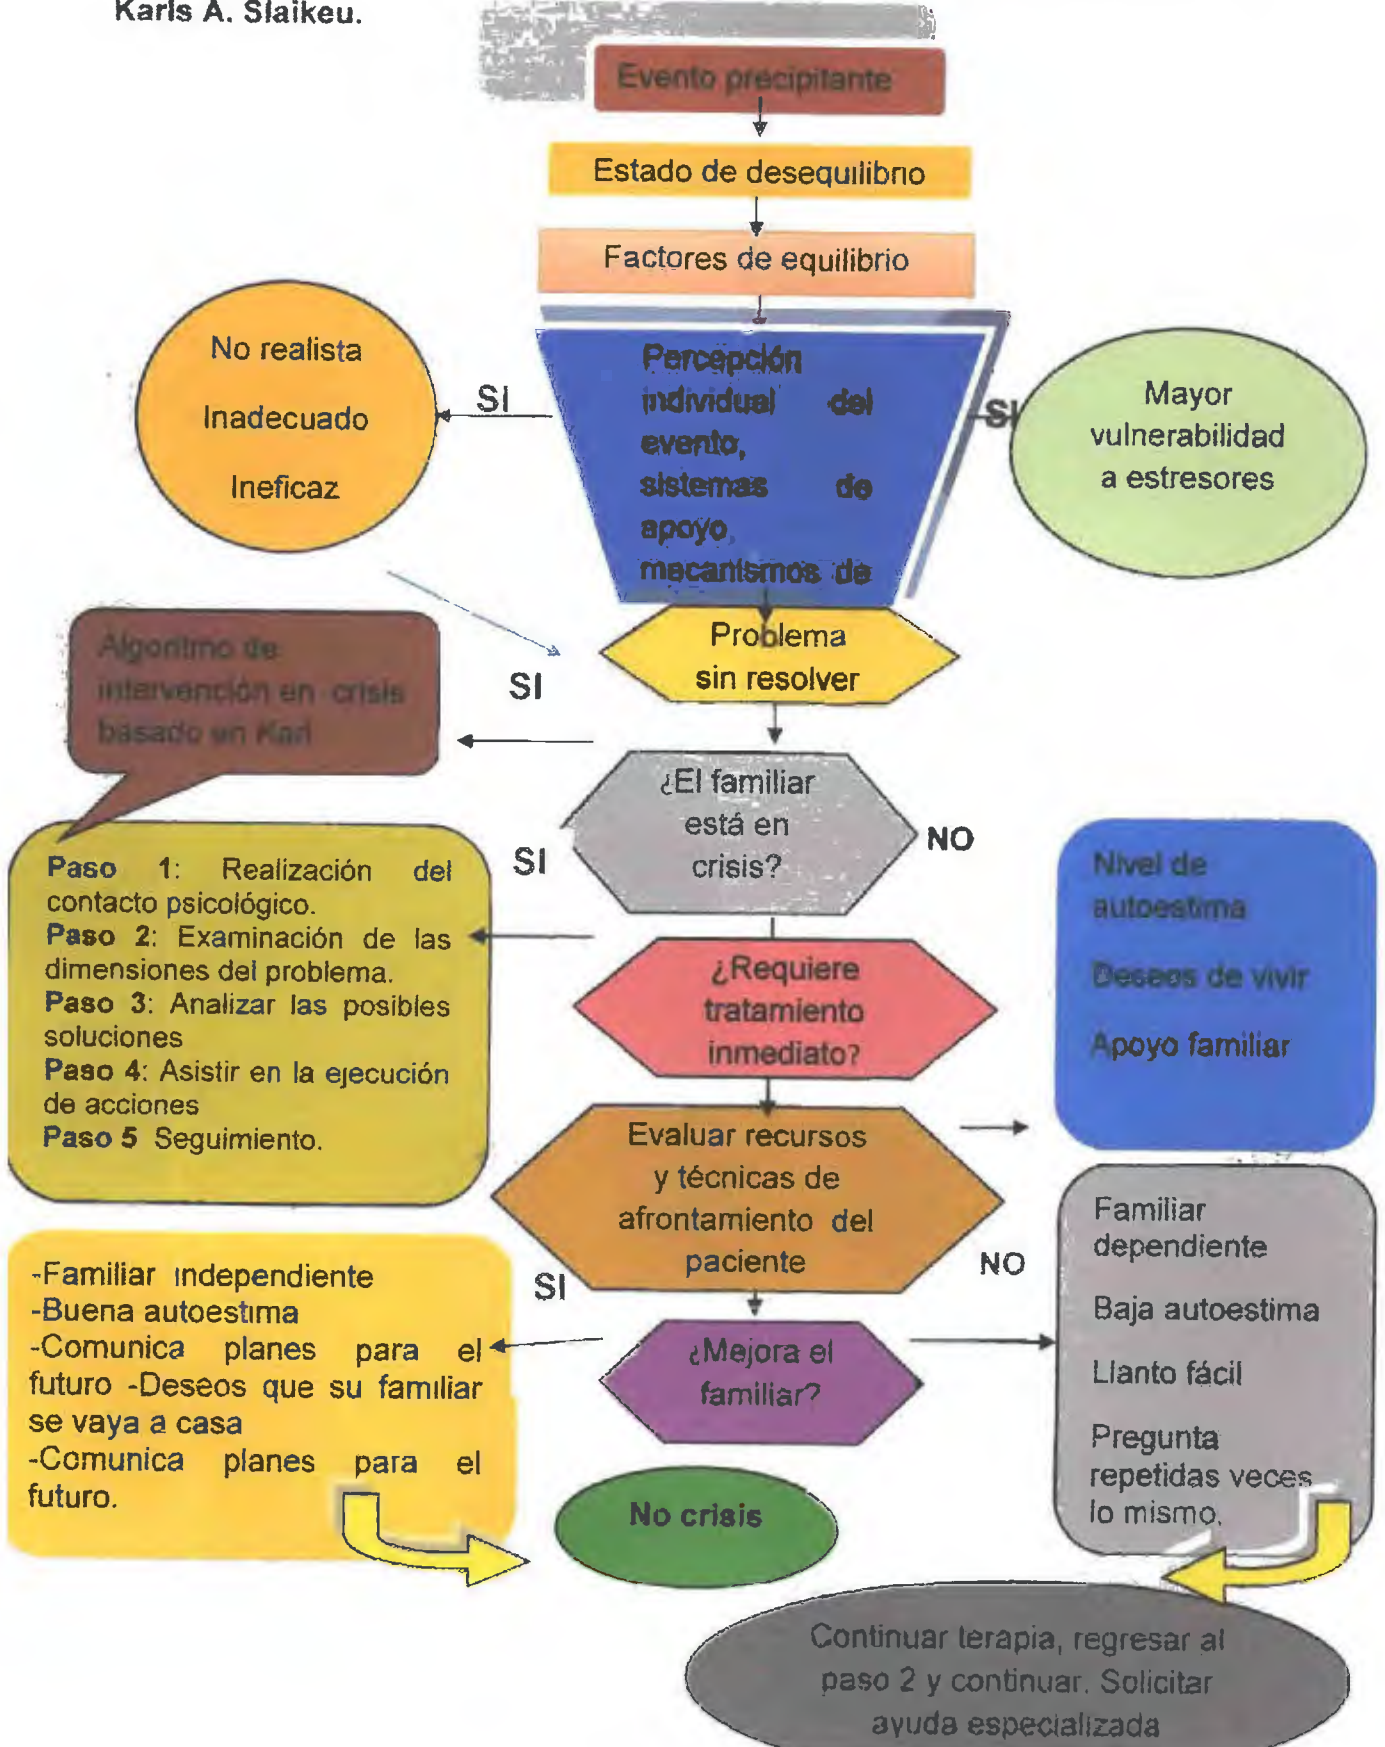 Karls A. Slaikeu.
Evento precipitante
Estado de desequilibrio
Factores de equilibrio
No realista
Inadecuado
Ineficaz
SI
Percepción
individual del
evento,
sistemas de
apoyo,
mecanismos de
SI
Mayor
vulnerabilidad
a estresores
Problema
sin resolver
SI
Algoritmo de
intervención en crisis
basado en Karl
¿El familiar
está en
crisis?
SI
NO
Paso 1: Realización del
contacto psicológico.
Paso 2: Examinación de las
dimensiones del problema.
Paso 3: Analizar las posibles
soluciones
Paso 4: Asistir en la ejecución
de acciones
Paso 5 Seguimiento.
¿Requiere
tratamiento
inmediato?
Nivel de
autoestima
Deseos de vivir
Apoyo familiar
Evaluar recursos
y técnicas de
afrontamiento del
paciente
SI
NO
-Familiar independiente
-Buena autoestima
-Comunica planes para el
futuro -Deseos que su familiar
se vaya a casa
-Comunica planes para el
futuro.
¿Mejora el
familiar?
Familiar
dependiente
Baja autoestima
Llanto fácil
Pregunta
repetidas veces
lo mismo.
No crisis
Continuar terapia, regresar al
paso 2 y continuar. Solicitar
ayuda especializada